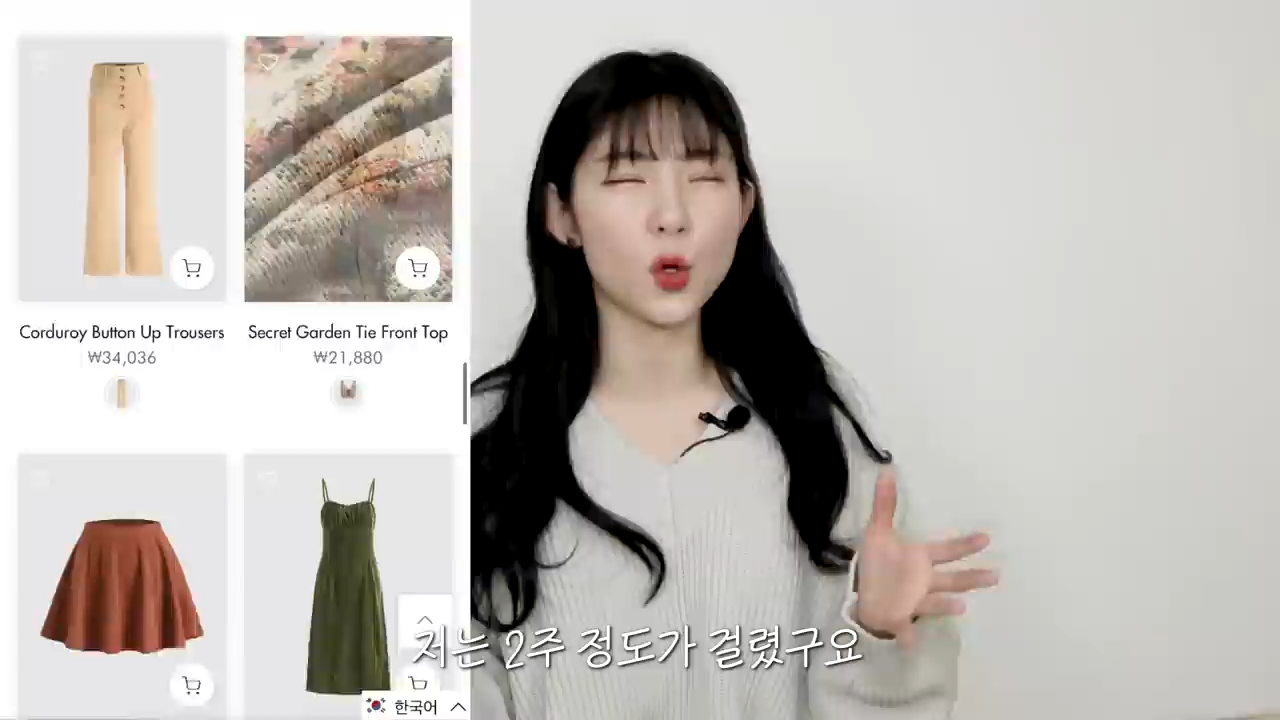 Corduroy Button Up Trousers
₩34,036
Secret Garden Tie Front Top
₩21,880
저는 2주 정도가 걸렸구요
한국어